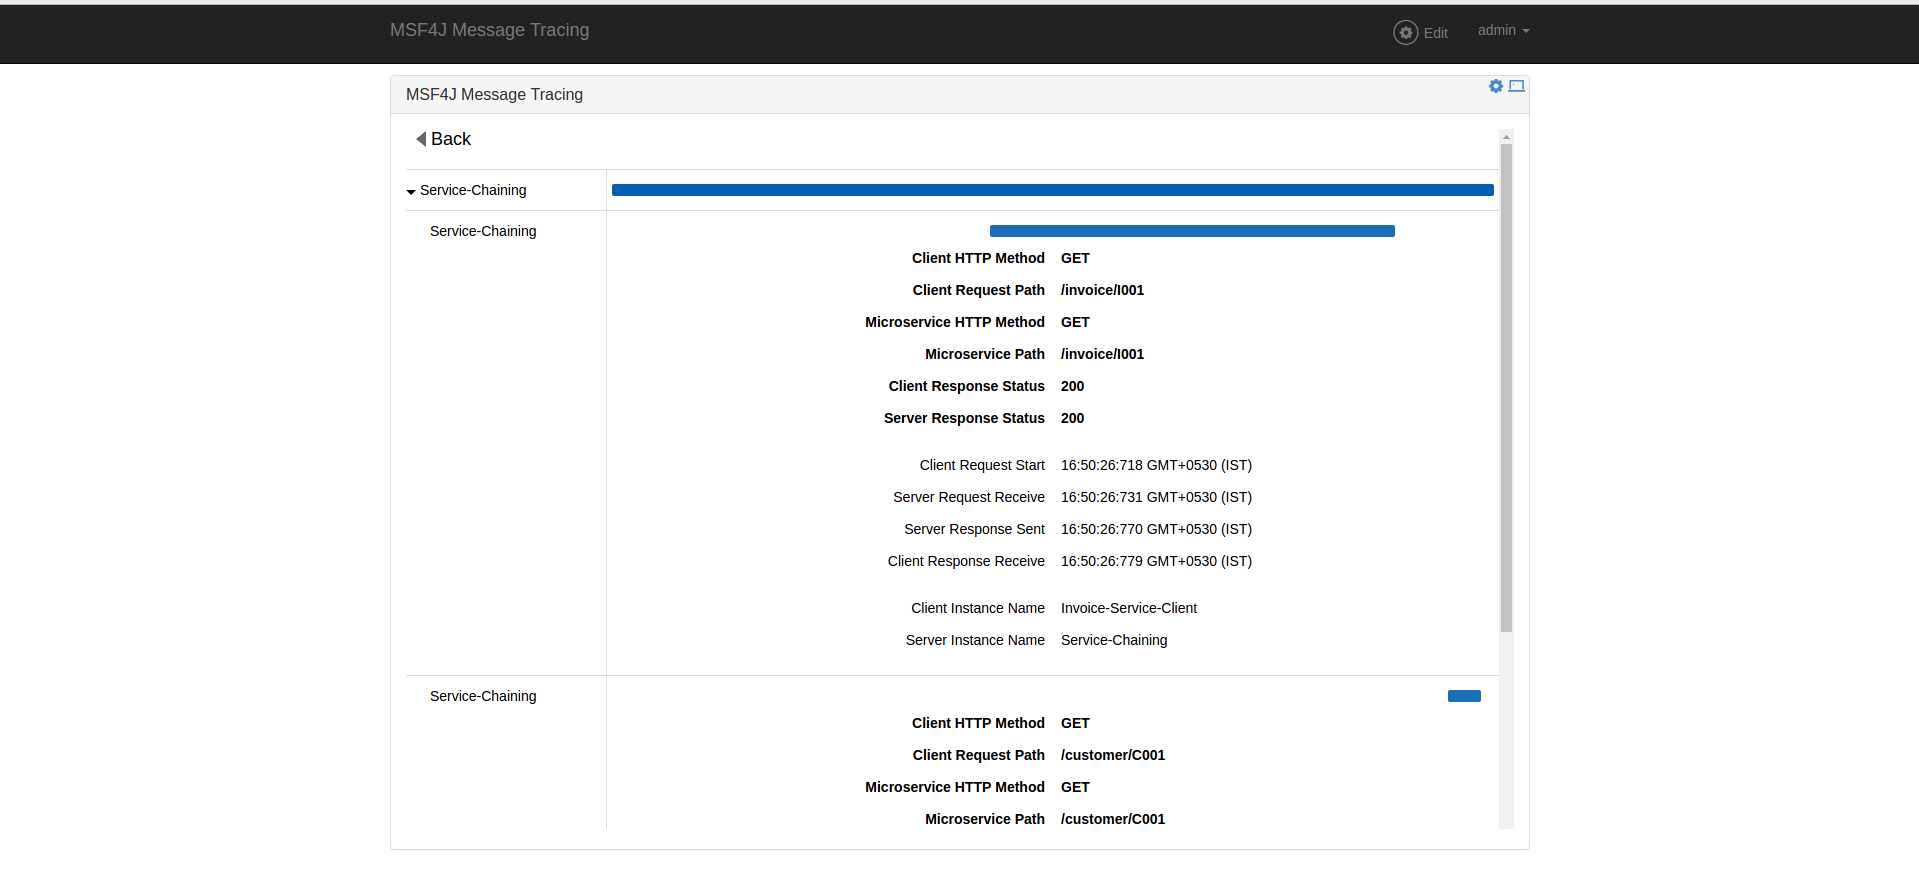 MSF4J Message Tracing
Edit
admin
MSF4J Message Tracing
Back
Service-Chaining
Service-Chaining
Client HTTP Method GET
Client Request Path /invoice/I001
Microservice HTTP Method GET
Microservice Path /invoice/I001
Client Response Status 200
Server Response Status 200
Client Request Start 16:50:26:718 GMT+0530 (IST)
Server Request Receive 16:50:26:731 GMT+0530 (IST)
Server Response Sent 16:50:26:770 GMT+0530 (IST)
Client Response Receive 16:50:26:779 GMT+0530 (IST)
Client Instance Name Invoice-Service-Client
Server Instance Name Service-Chaining
Service-Chaining
Client HTTP Method GET
Client Request Path /customer/C001
Microservice HTTP Method GET
Microservice Path /customer/C001